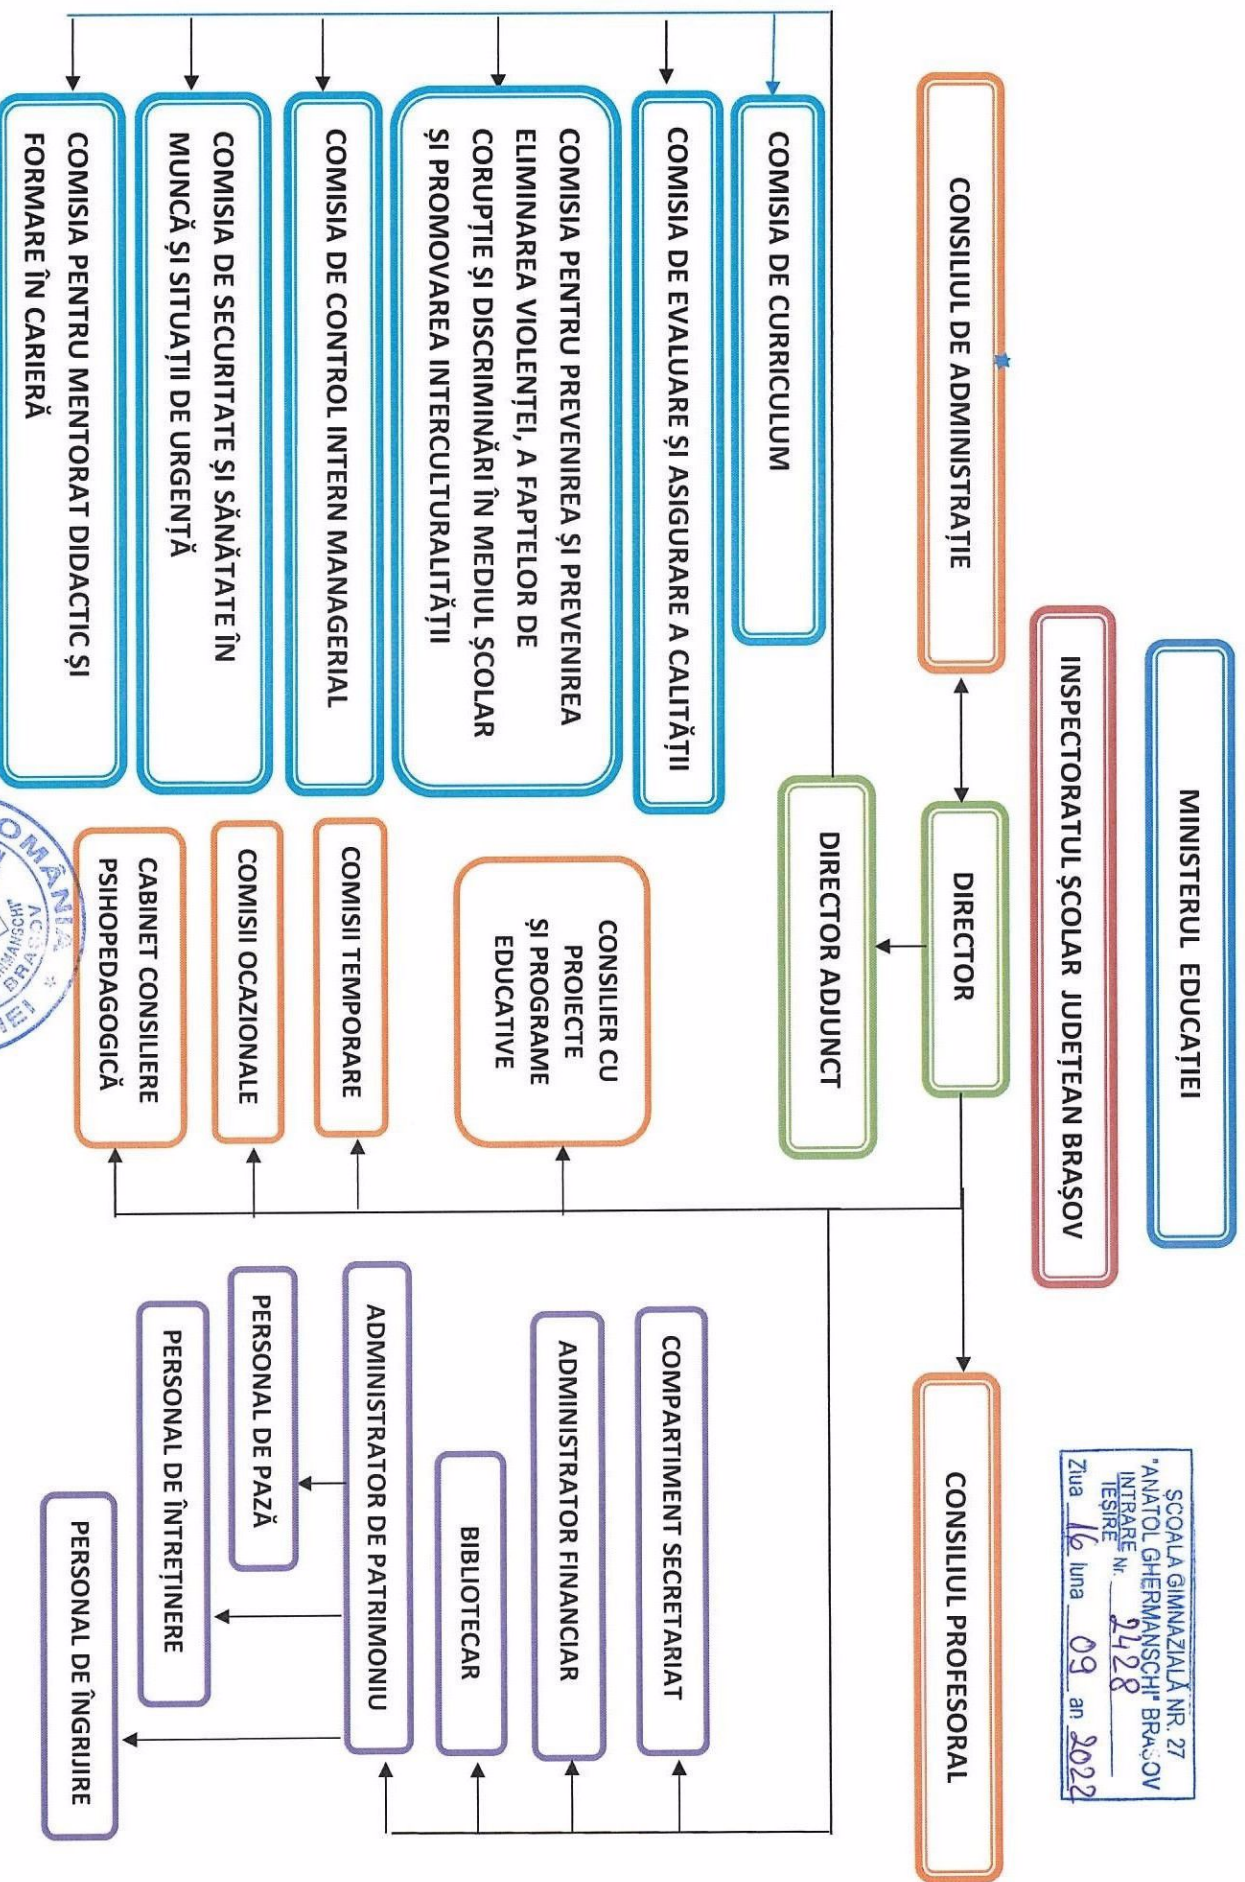 MINISTERUL EDUCAȚIEI
INSPECTORATUL ȘCOLAR JUDEȚEAN BRAȘOV
ȘCOALA GIMNAZIALĂ NR. 27
"ANATOL GHERMANSCHI" BRAȘOV
INTRARE
IEȘIRE Nr. 2428
Ziua 16 luna 09 an 2022
CONSILIUL DE ADMINISTRAȚIE
DIRECTOR
CONSILIUL PROFESORAL
DIRECTOR ADJUNCT
COMISIA DE CURRICULUM
COMISIA DE EVALUARE ȘI ASIGURARE A CALITĂȚII
COMISIA PENTRU PREVENIREA ȘI PREVENIREA
ELIMINAREA VIOLENȚEI, A FAPTELOR DE
CORUPȚIE ȘI DISCRIMINĂRI ÎN MEDIUL ȘCOLAR
ȘI PROMOVAREA INTERCULTURALITĂȚII
COMISIA DE CONTROL INTERN MANAGERIAL
COMISIA DE SECURITATE ȘI SĂNĂTATE ÎN
MUNCĂ ȘI SITUAȚII DE URGENȚĂ
COMISIA PENTRU MENTORAT DIDACTIC ȘI
FORMARE ÎN CARIERĂ
CONSILIER CU
PROIECTE
ȘI PROGRAME
EDUCATIVE
COMISII TEMPORARE
COMISII OCAZIONALE
CABINET CONSILIERE
PSIHOPEDAGOGICĂ
COMPARTIMENT SECRETARIAT
ADMINISTRATOR FINANCIAR
BIBLIOTECAR
ADMINISTRATOR DE PATRIMONIU
PERSONAL DE PAZĂ
PERSONAL DE ÎNTREȚINERE
PERSONAL DE ÎNGRIJIRE